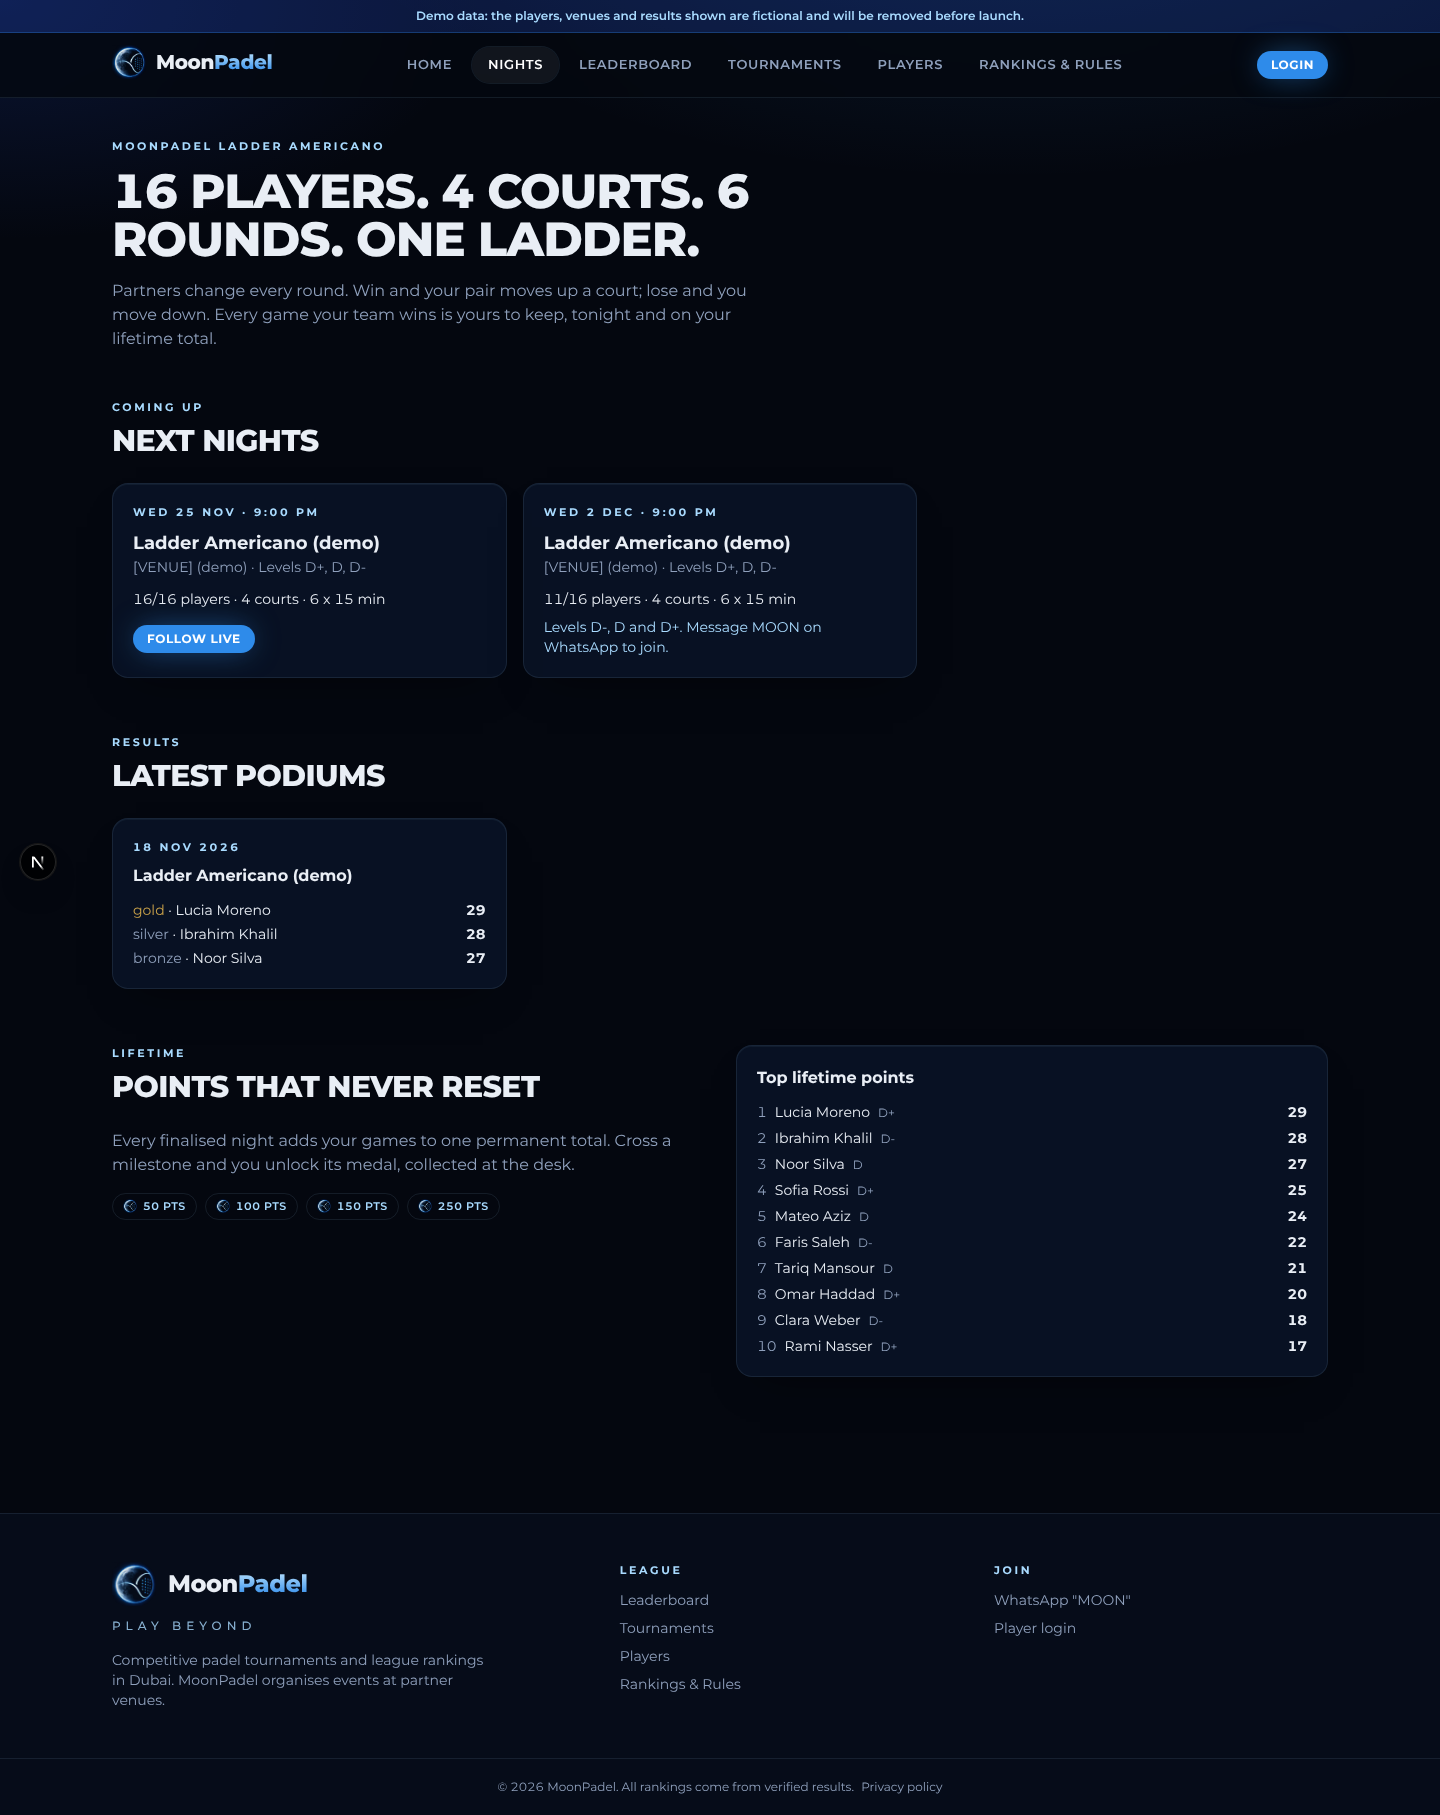 Demo data: the players, venues and results shown are fictional and will be removed before launch.
MoonPadel
HOME
NIGHTS
LEADERBOARD
TOURNAMENTS
PLAYERS
RANKINGS & RULES
LOGIN
MOONPADEL LADDER AMERICANO
16 PLAYERS. 4 COURTS. 6
ROUNDS. ONE LADDER.
Partners change every round. Win and your pair moves up a court; lose and you
move down. Every game your team wins is yours to keep, tonight and on your
lifetime total.
COMING UP
NEXT NIGHTS
WED 25 NOV · 9:00 PM
Ladder Americano (demo)
[VENUE] (demo) · Levels D+, D, D-
16/16 players · 4 courts · 6 x 15 min
FOLLOW LIVE
WED 2 DEC · 9:00 PM
Ladder Americano (demo)
[VENUE] (demo) · Levels D+, D, D-
11/16 players · 4 courts · 6 x 15 min
Levels D-, D and D+. Message MOON on
WhatsApp to join.
RESULTS
LATEST PODIUMS
18 NOV 2026
Ladder Americano (demo)
gold · Lucia Moreno 29
silver · Ibrahim Khalil 28
bronze · Noor Silva 27
N
LIFETIME
POINTS THAT NEVER RESET
Every finalised night adds your games to one permanent total. Cross a
milestone and you unlock its medal, collected at the desk.
50 PTS
100 PTS
150 PTS
250 PTS
Top lifetime points
1 Lucia Moreno D+ 29
2 Ibrahim Khalil D- 28
3 Noor Silva D 27
4 Sofia Rossi D+ 25
5 Mateo Aziz D 24
6 Faris Saleh D- 22
7 Tariq Mansour D 21
8 Omar Haddad D+ 20
9 Clara Weber D- 18
10 Rami Nasser D+ 17
MoonPadel
PLAY BEYOND
Competitive padel tournaments and league rankings
in Dubai. MoonPadel organises events at partner
venues.
LEAGUE
Leaderboard
Tournaments
Players
Rankings & Rules
JOIN
WhatsApp "MOON"
Player login
© 2026 MoonPadel. All rankings come from verified results. Privacy policy